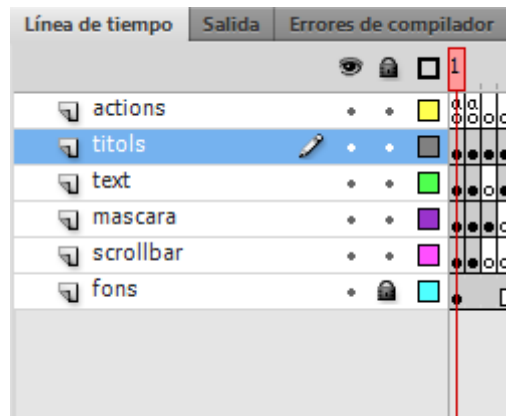 Línea de tiempo Salida Errores de compilador
1
actions a a
titols
text
mascara
scrollbar
fons